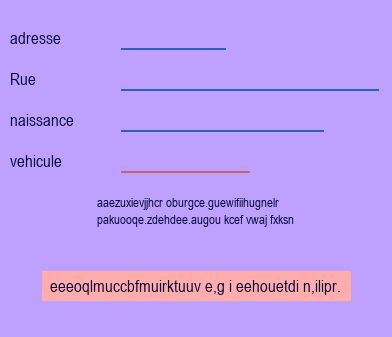 adresse
Rue
naissance
vehicule
aaezuxievjjhcr oburgce.guewifiihugnelr
pakuooqe.zdehdee.augou kcef vwaj fxksn
eeeoqlmuccbfmuirktuuv e,g i eehouetdi n,ilipr.